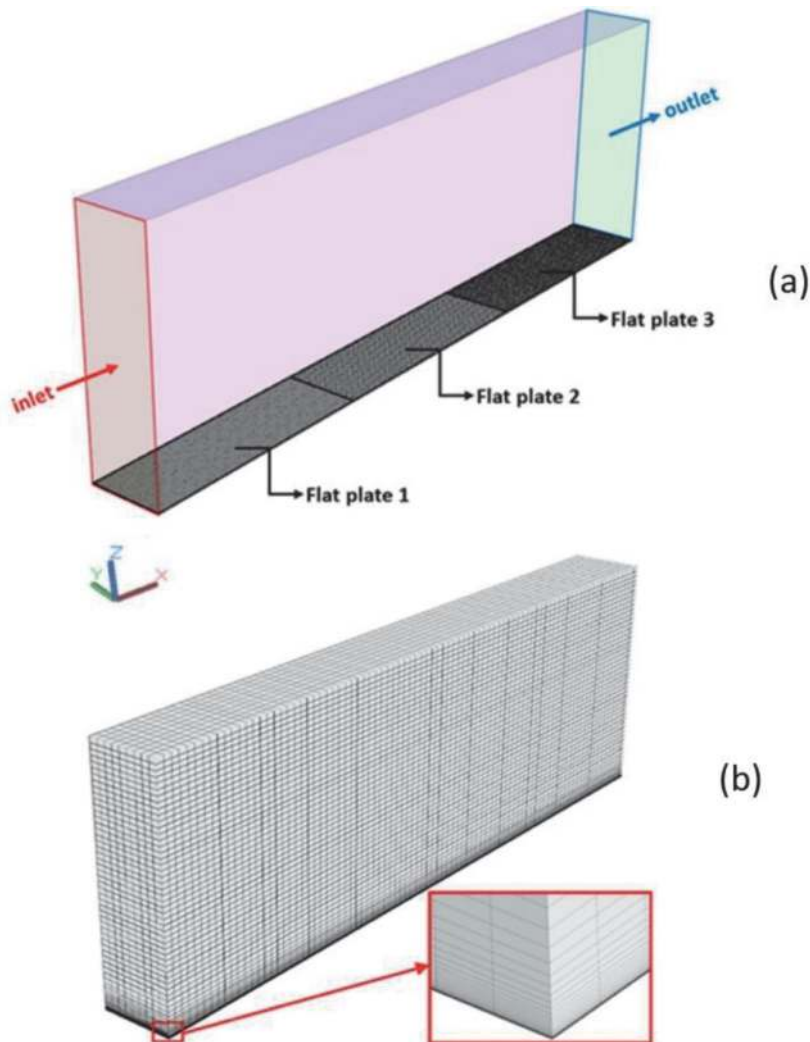 outlet
(a)
Flat plate 3
inlet
Flat plate 2
Flat plate 1
Z
Y
X
(b)